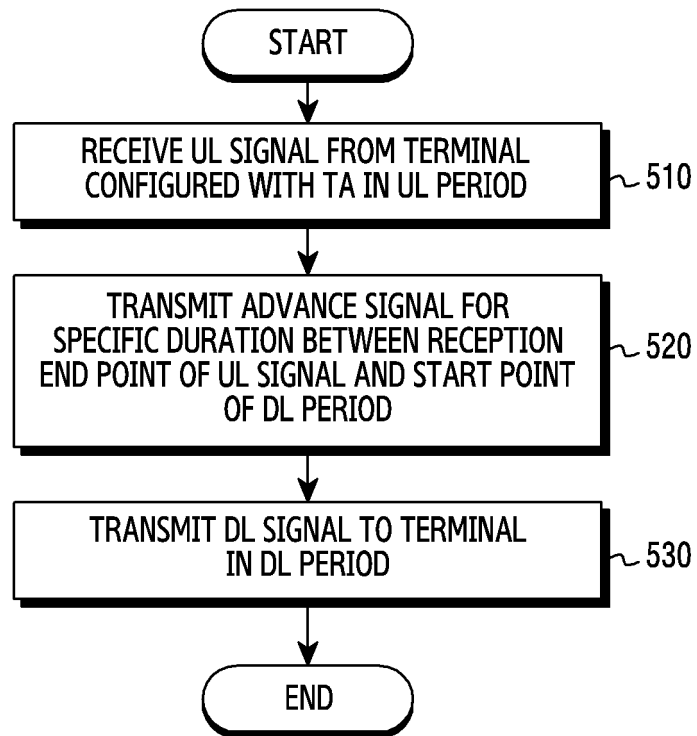 START
RECEIVE UL SIGNAL FROM TERMINAL
CONFIGURED WITH TA IN UL PERIOD
510
TRANSMIT ADVANCE SIGNAL FOR
SPECIFIC DURATION BETWEEN RECEPTION
END POINT OF UL SIGNAL AND START POINT
OF DL PERIOD
520
TRANSMIT DL SIGNAL TO TERMINAL
IN DL PERIOD
530
END